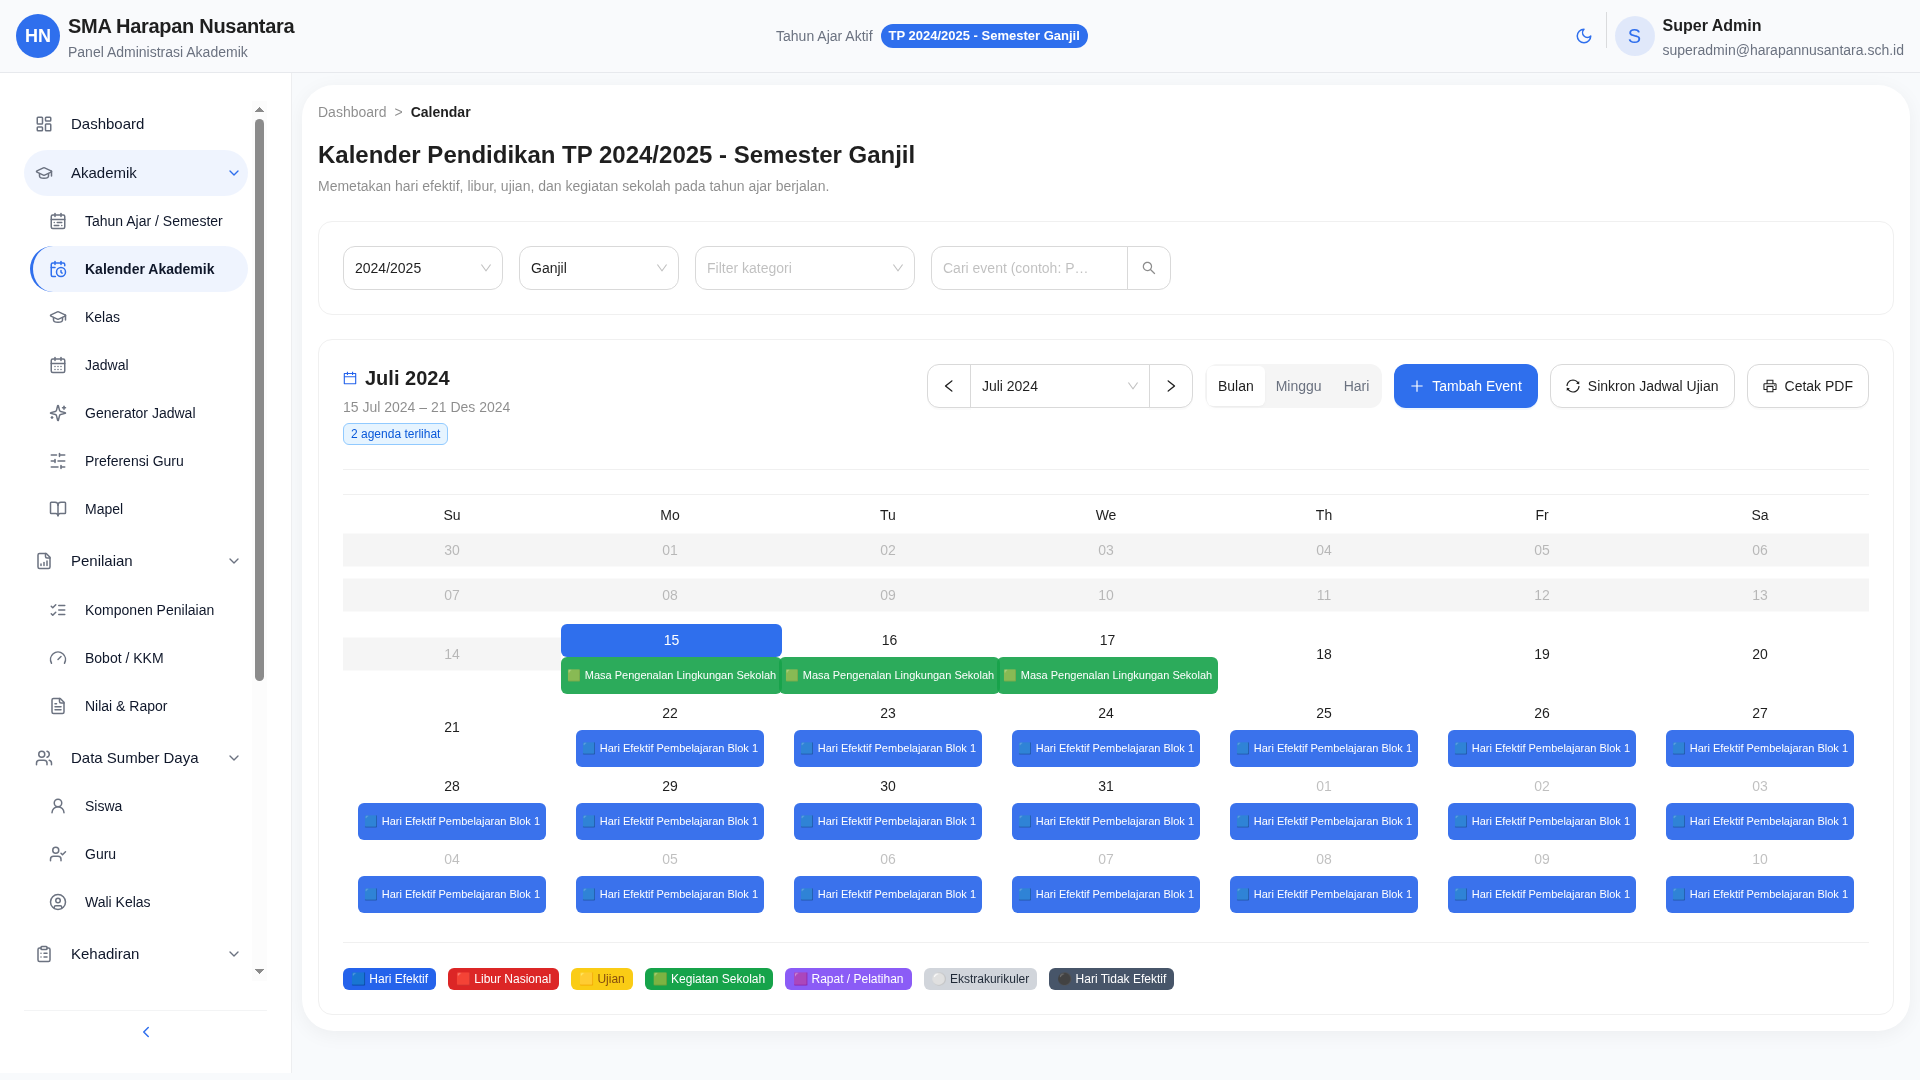 HN
SMA Harapan Nusantara
Panel Administrasi Akademik
Tahun Ajar Aktif
TP 2024/2025 - Semester Ganjil
S
Super Admin
superadmin@harapannusantara.sch.id
Dashboard
Akademik
Tahun Ajar / Semester
Kalender Akademik
Kelas
Jadwal
Generator Jadwal
Preferensi Guru
Mapel
Penilaian
Komponen Penilaian
Bobot / KKM
Nilai & Rapor
Data Sumber Daya
Siswa
Guru
Wali Kelas
Kehadiran
Dashboard > Calendar
Kalender Pendidikan TP 2024/2025 - Semester Ganjil
Memetakan hari efektif, libur, ujian, dan kegiatan sekolah pada tahun ajar berjalan.
2024/2025
Ganjil
Filter kategori
Cari event (contoh: P…
Juli 2024
15 Jul 2024 – 21 Des 2024
2 agenda terlihat
Juli 2024
Bulan
Minggu
Hari
Tambah Event
Sinkron Jadwal Ujian
Cetak PDF
Su Mo Tu We Th Fr Sa
30 01 02 03 04 05 06
07 08 09 10 11 12 13
14 15 16 17 18 19 20
Masa Pengenalan Lingkungan Sekolah Masa Pengenalan Lingkungan Sekolah Masa Pengenalan Lingkungan Sekolah
21 22 23 24 25 26 27
Hari Efektif Pembelajaran Blok 1 Hari Efektif Pembelajaran Blok 1 Hari Efektif Pembelajaran Blok 1 Hari Efektif Pembelajaran Blok 1 Hari Efektif Pembelajaran Blok 1 Hari Efektif Pembelajaran Blok 1
28 29 30 31 01 02 03
Hari Efektif Pembelajaran Blok 1 Hari Efektif Pembelajaran Blok 1 Hari Efektif Pembelajaran Blok 1 Hari Efektif Pembelajaran Blok 1 Hari Efektif Pembelajaran Blok 1 Hari Efektif Pembelajaran Blok 1 Hari Efektif Pembelajaran Blok 1
04 05 06 07 08 09 10
Hari Efektif Pembelajaran Blok 1 Hari Efektif Pembelajaran Blok 1 Hari Efektif Pembelajaran Blok 1 Hari Efektif Pembelajaran Blok 1 Hari Efektif Pembelajaran Blok 1 Hari Efektif Pembelajaran Blok 1 Hari Efektif Pembelajaran Blok 1
Hari Efektif
Libur Nasional
Ujian
Kegiatan Sekolah
Rapat / Pelatihan
Ekstrakurikuler
Hari Tidak Efektif